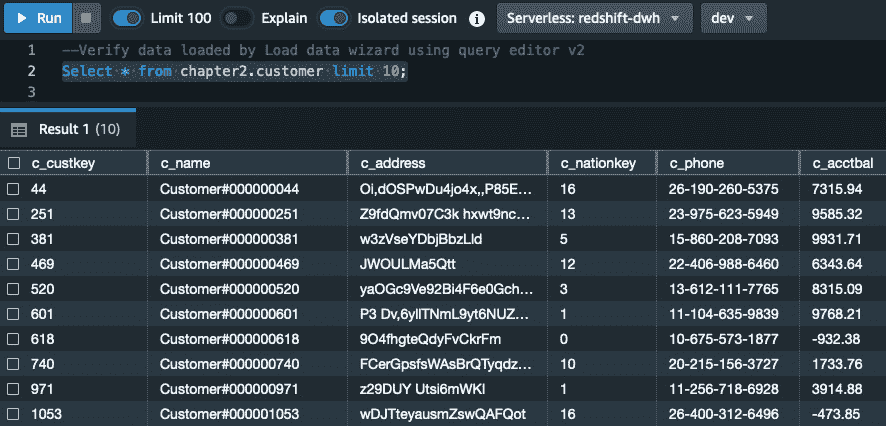 Run Limit 100 Explain Isolated session i Serverless: redshift-dwh dev
1 --Verify data loaded by Load data wizard using query editor v2
2 Select * from chapter2.customer limit 10;
3
Result 1 (10)
c_custkey c_name c_address c_nationkey c_phone c_acctbal
44 Customer#000000044 Oi,dOSPwDu4jo4x,,P85E... 16 26-190-260-5375 7315.94
251 Customer#000000251 Z9fdQmv07C3k hxwt9nc... 13 23-975-623-5949 9585.32
381 Customer#000000381 w3zVseYDbjBbzLld 5 15-860-208-7093 9931.71
469 Customer#000000469 JWOULMa5Qtt 12 22-406-988-6460 6343.64
520 Customer#000000520 yaOGc9Ve92Bi4F6e0Gch... 3 13-612-111-7765 8315.09
601 Customer#000000601 P3 Dv,6yllTNmL9yt6NUZ... 1 11-104-635-9839 9768.21
618 Customer#000000618 9O4fhgteQdyFvCkrFm 0 10-675-573-1877 -932.38
740 Customer#000000740 FCerGpsfsWAsBrQTyqdz... 10 20-215-156-3727 1733.76
971 Customer#000000971 z29DUY Utsi6mWKl 1 11-256-718-6928 3914.88
1053 Customer#000001053 wDJTteyausmZswQAFQot 16 26-400-312-6496 -473.85